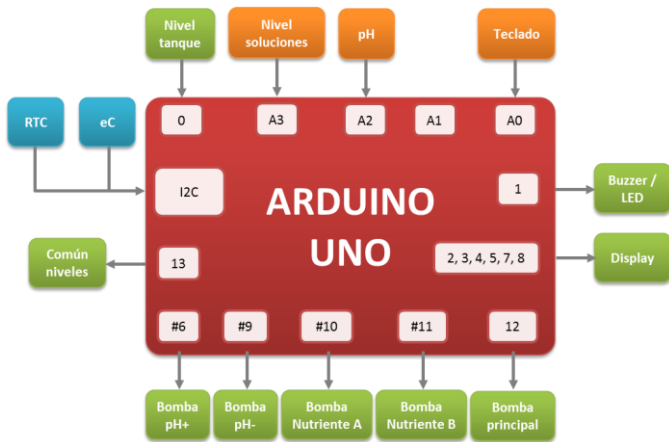 Nivel
tanque
Nivel
soluciones
pH
Teclado
RTC
eC
0
A3
A2
A1
A0
I2C
ARDUINO
UNO
1
Buzzer /
LED
Común
niveles
13
2, 3, 4, 5, 7, 8
Display
#6
#9
#10
#11
12
Bomba
pH+
Bomba
pH-
Bomba
Nutriente A
Bomba
Nutriente B
Bomba
principal